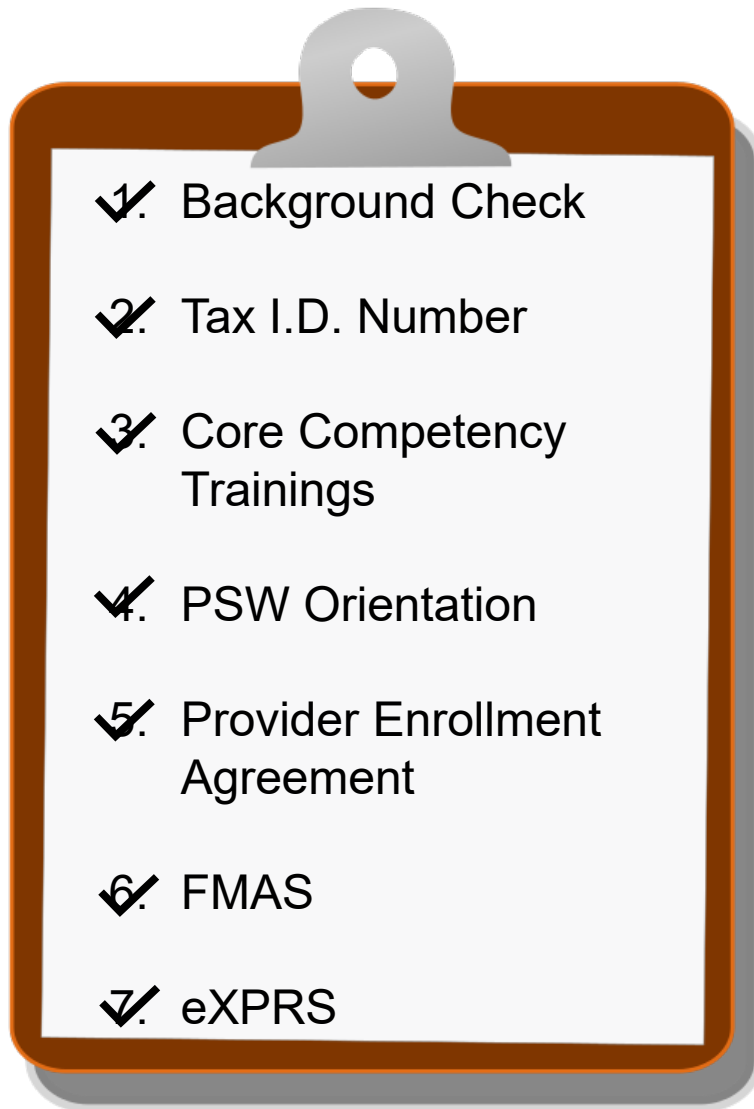 1. Background Check
2. Tax I.D. Number
3. Core Competency
Trainings
4. PSW Orientation
5. Provider Enrollment
Agreement
6. FMAS
7. eXPRS